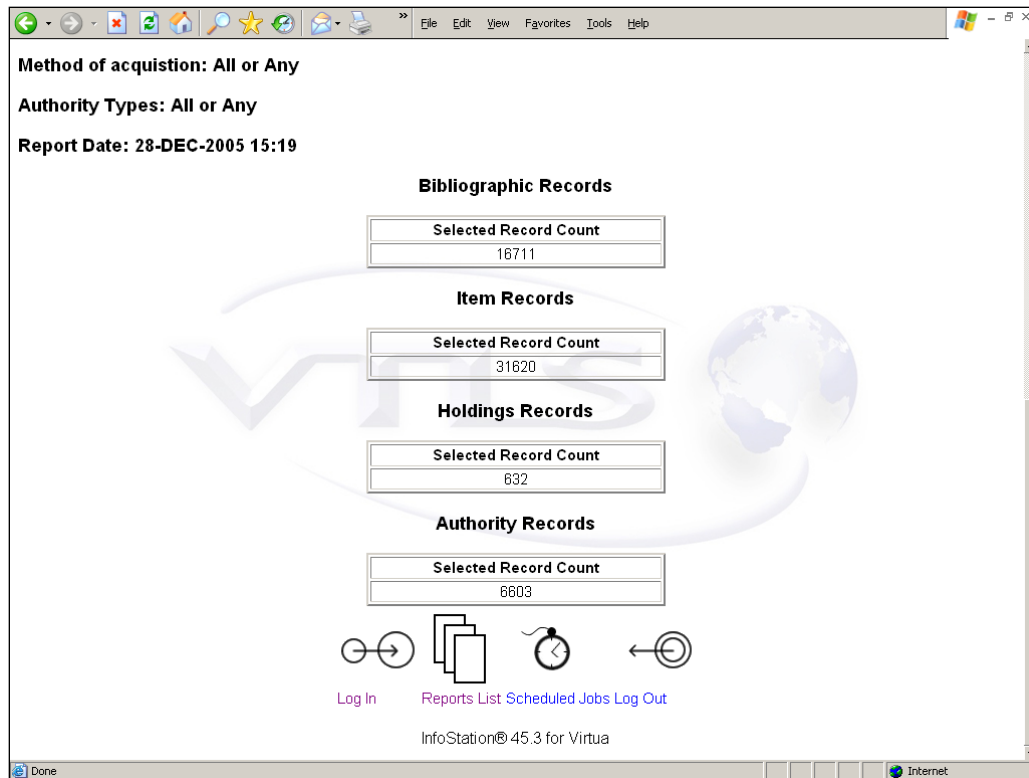 » File Edit View Favorites Tools Help
Method of acquistion: All or Any
Authority Types: All or Any
Report Date: 28-DEC-2005 15:19
Bibliographic Records
Selected Record Count
16711
Item Records
Selected Record Count
31620
VTLS
Holdings Records
Selected Record Count
632
Authority Records
Selected Record Count
6603
Log In Reports List Scheduled Jobs Log Out
InfoStation® 45.3 for Virtua
Done Internet